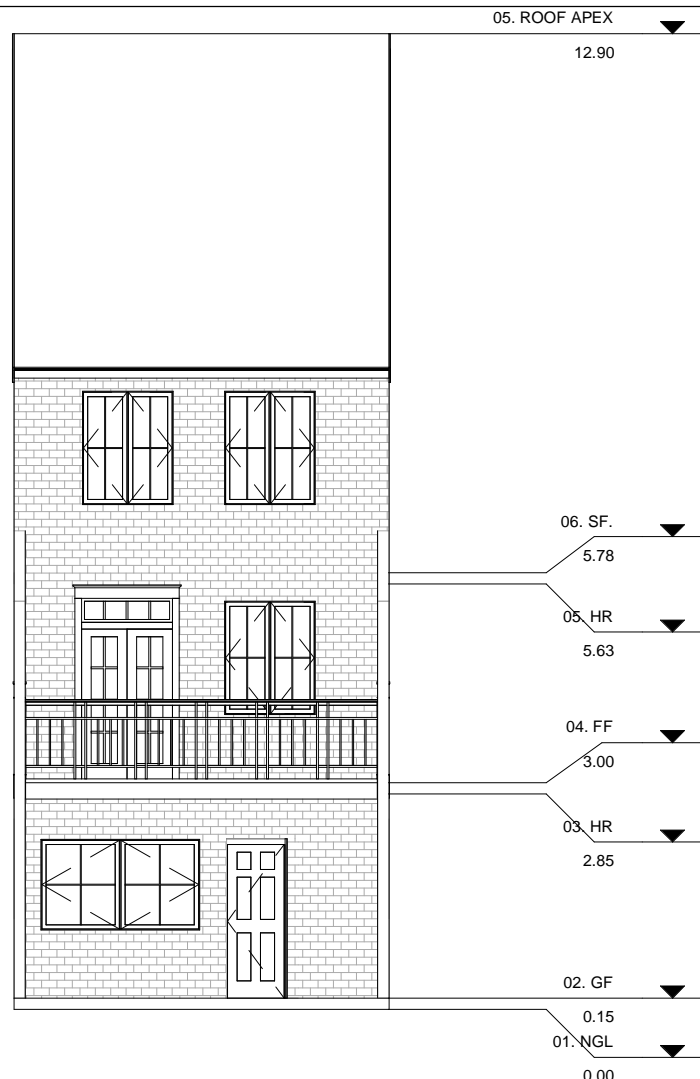 05. ROOF APEX
12.90
06. SF.
5.78
05. HR
5.63
04. FF
3.00
03. HR
2.85
02. GF
0.15
01. NGL
0.00